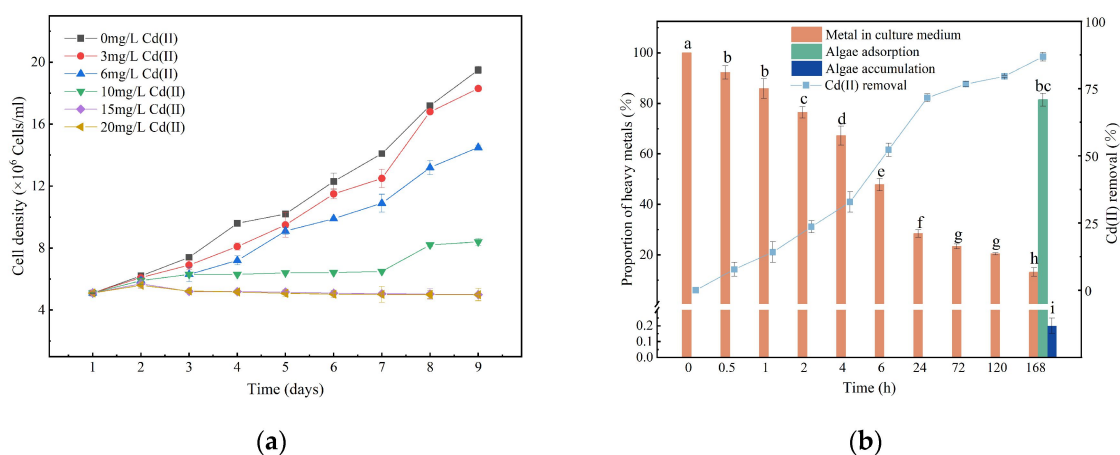 0mg/L Cd(II)
3mg/L Cd(II)
6mg/L Cd(II)
10mg/L Cd(II)
15mg/L Cd(II)
20mg/L Cd(II)
20
16
12
8
4
Cell density (×10⁶ Cells/ml)
1 2 3 4 5 6 7 8 9
Time (days)
(a)
Metal in culture medium
Algae adsorption
Algae accumulation
Cd(II) removal
a b b c d e f g g h bc i
100
80
60
40
20
0.2
0.1
0.0
Proportion of heavy metals (%)
100
75
50
25
0
Cd(II) removal (%)
0 0.5 1 2 4 6 24 72 120 168
Time (h)
(b)